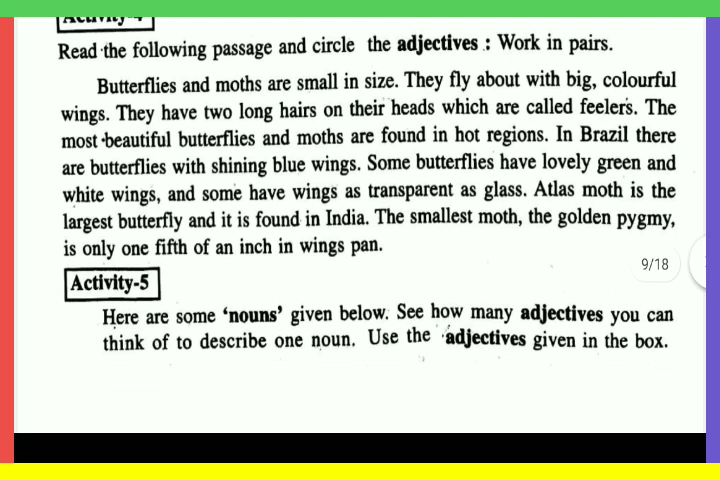 Activity-4
Read the following passage and circle the adjectives : Work in pairs.
Butterflies and moths are small in size. They fly about with big, colourful
wings. They have two long hairs on their heads which are called feelers. The
most beautiful butterflies and moths are found in hot regions. In Brazil there
are butterflies with shining blue wings. Some butterflies have lovely green and
white wings, and some have wings as transparent as glass. Atlas moth is the
largest butterfly and it is found in India. The smallest moth, the golden pygmy,
is only one fifth of an inch in wings pan.
9/18
Activity-5
Here are some ‘nouns’ given below. See how many adjectives you can
think of to describe one noun. Use the adjectives given in the box.